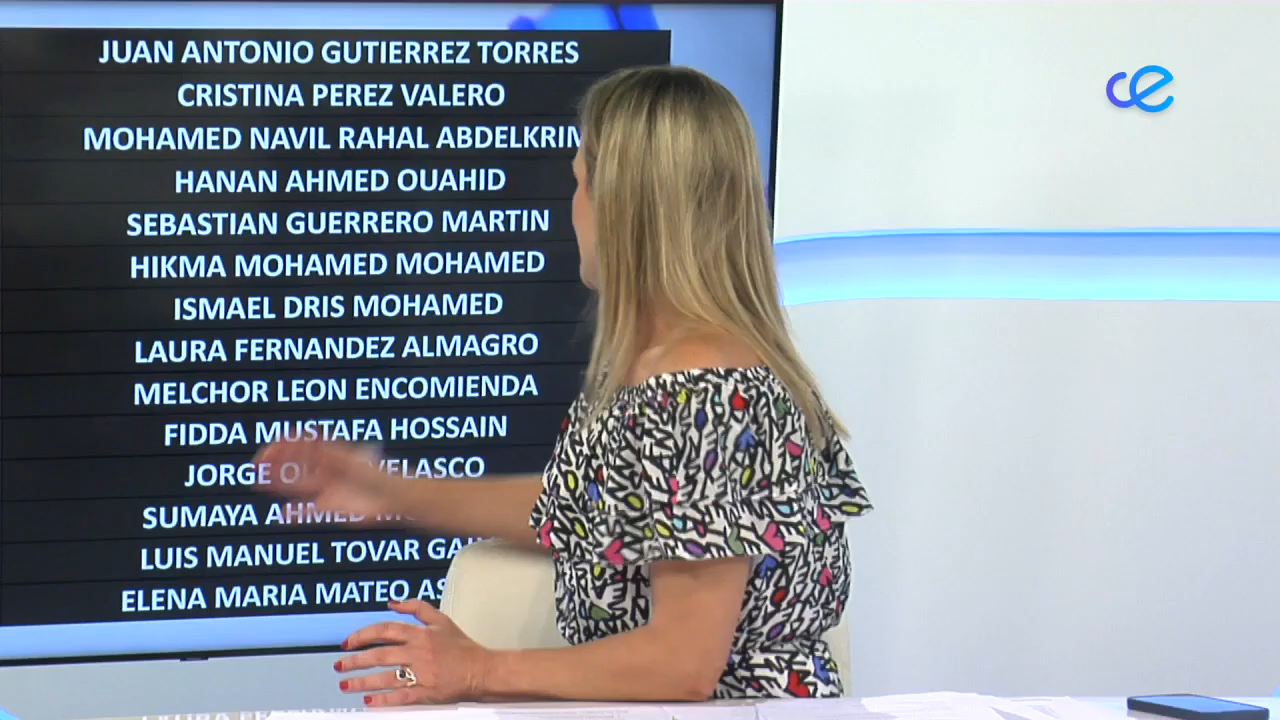 JUAN ANTONIO GUTIERREZ TORRES
CRISTINA PEREZ VALERO
MOHAMED NAVIL RAHAL ABDELKRIM
HANAN AHMED OUAHID
SEBASTIAN GUERRERO MARTIN
HIKMA MOHAMED MOHAMED
ISMAEL DRIS MOHAMED
LAURA FERNANDEZ ALMAGRO
MELCHOR LEON ENCOMIENDA
FIDDA MUSTAFA HOSSAIN
JORGE VELASCO
SUMAYA AHMED
LUIS MANUEL TOVAR
ELENA MARIA MATEO
ce